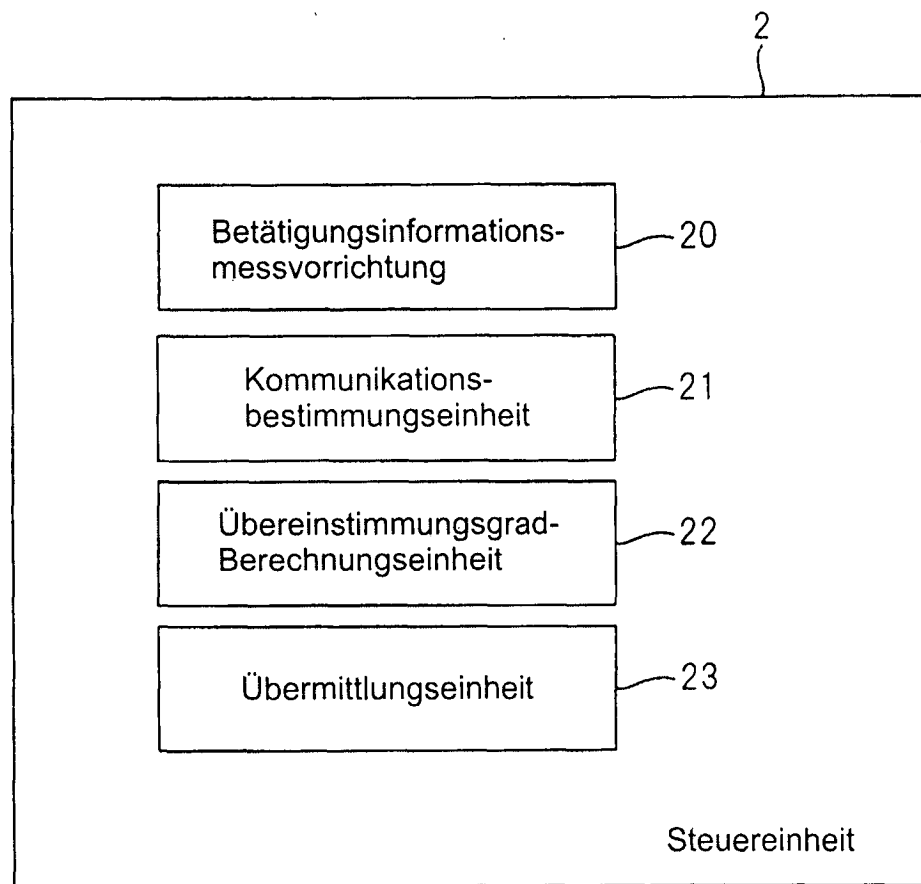 2
Betätigungsinformations-
messvorrichtung
20
Kommunikations-
bestimmungseinheit
21
Übereinstimmungsgrad-
Berechnungseinheit
22
Übermittlungseinheit
23
Steuereinheit